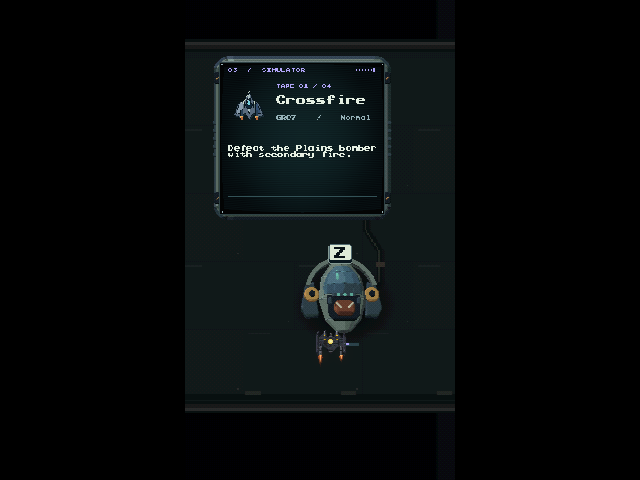 03 / SIMULATOR
TAPE 01 / 04
Crossfire
GR07 / Normal
Defeat the Plains bomber
with secondary fire.
Z